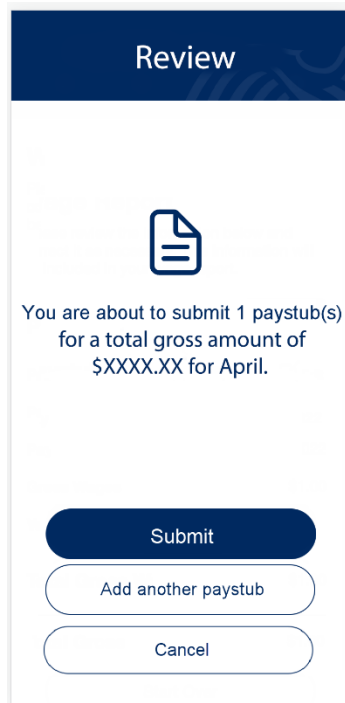 Review
You are about to submit 1 paystub(s)
for a total gross amount of
$XXXX.XX for April.
Submit
Add another paystub
Cancel